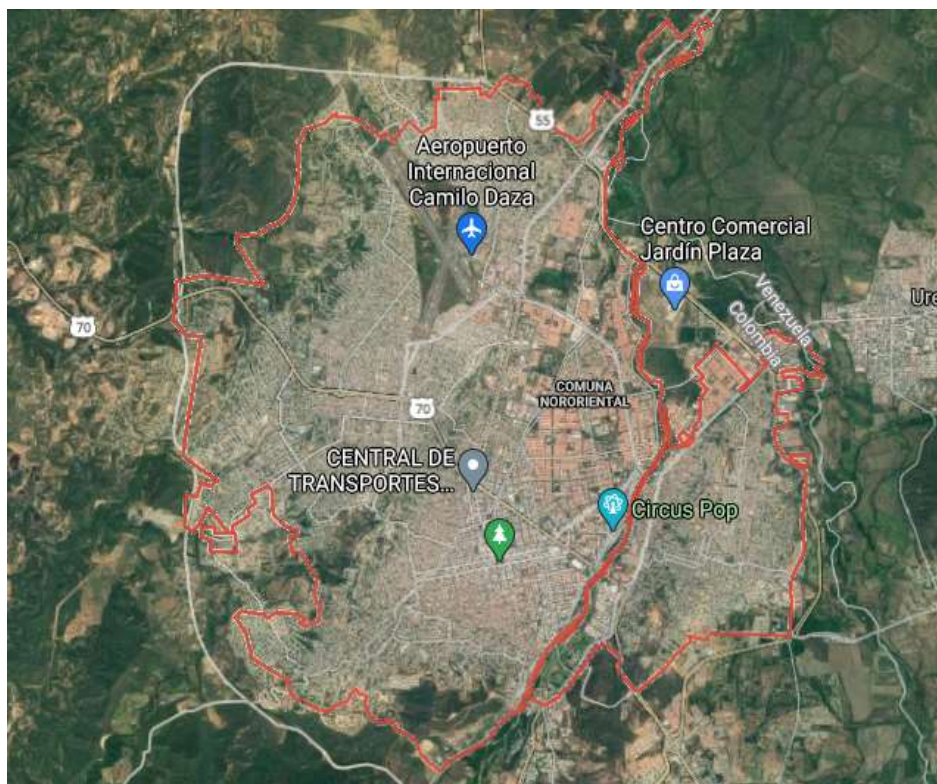 55
Aeropuerto
Internacional
Camilo Daza
Centro Comercial
Jardín Plaza
Venezuela
Colombia
Ure
70
COMUNA
NORORIENTAL
70
CENTRAL DE
TRANSPORTES...
Circus Pop